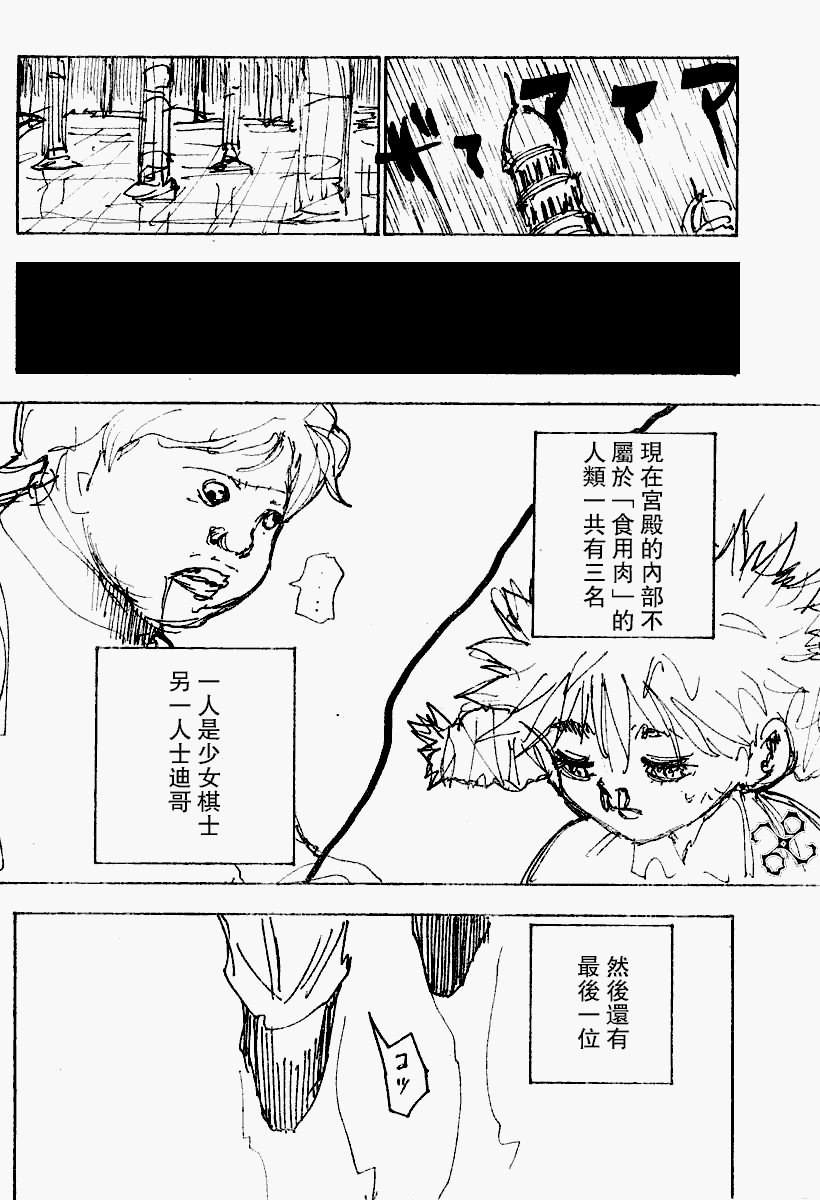 ザアアアア
現在宮殿的內部不
屬於「食用肉」的
人類一共有三名
……
一人是少女棋士
另一人士迪哥
然後還有
最後一位
コッ